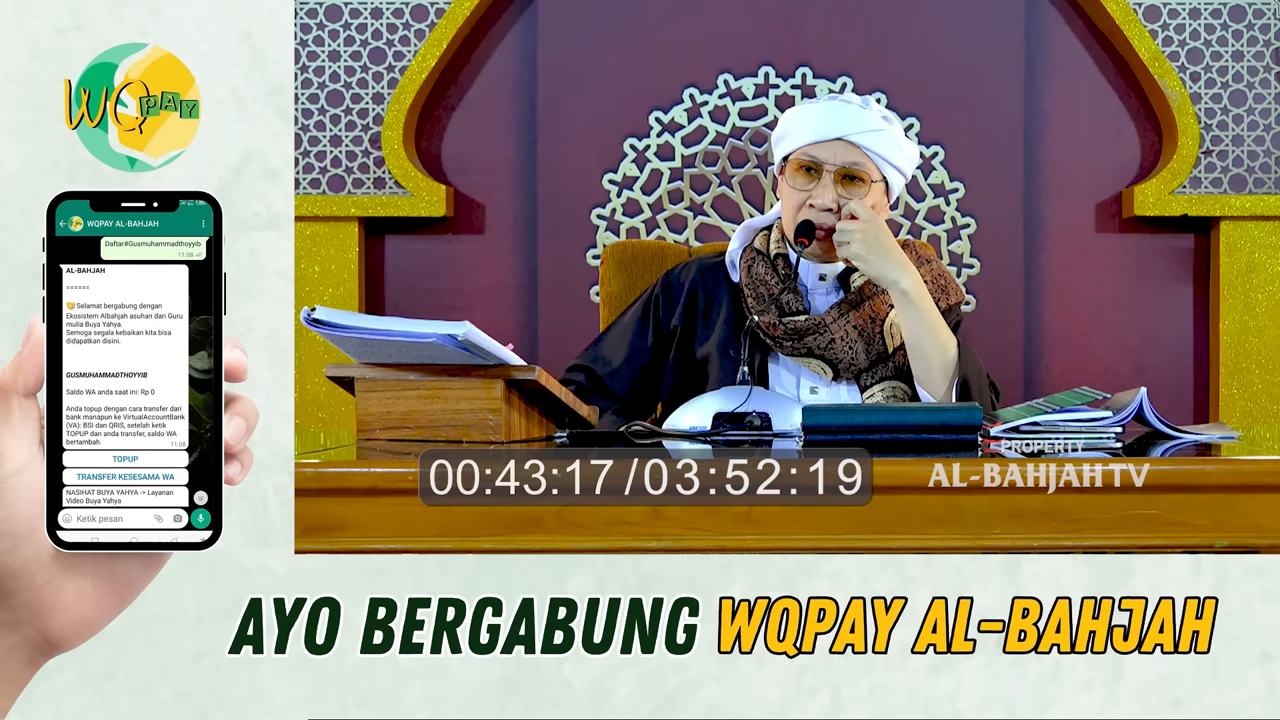 WQPAY
WQPAY AL-BAHJAH
Daftar#Gusmuhammadthoyyib
11.08
AL-BAHJAH
======
Selamat bergabung dengan
Ekosistem Albahjah asuhan dari Guru
mulia Buya Yahya.
Semoga segala kebaikan kita bisa
didapatkan disini.
GUSMUHAMMADTHOYYIB
Saldo WA anda saat ini: Rp 0
Anda topup dengan cara transfer dari
bank manapun ke VirtualAccountBank
(VA): BSI dan QRIS, setelah ketik
TOPUP dan anda transfer, saldo WA
bertambah.
11.08
TOPUP
TRANSFER KESESAMA WA
NASIHAT BUYA YAHYA -> Layanan
Video Buya Yahya
Ketik pesan
00:43:17/03:52:19
PROPERTY
AL-BAHJAH TV
AYO BERGABUNG WQPAY AL-BAHJAH